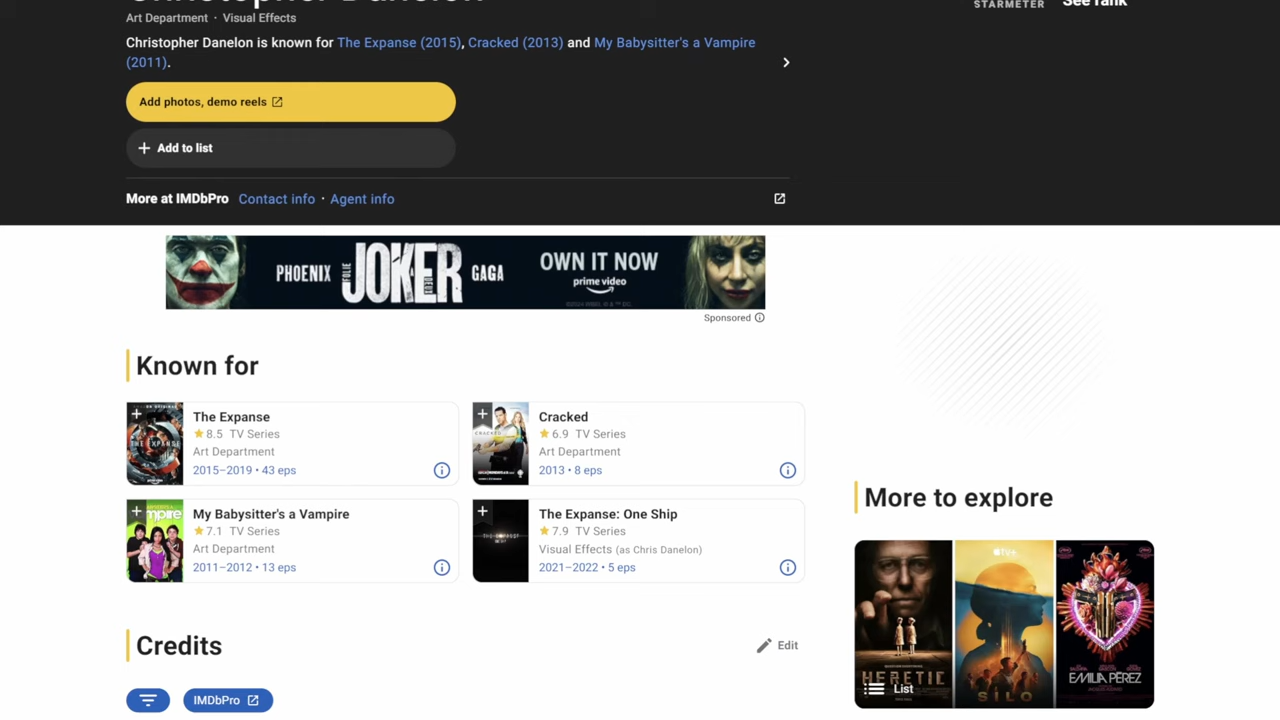 Christopher Danelon
STARMETER See rank
Art Department · Visual Effects
Christopher Danelon is known for The Expanse (2015), Cracked (2013) and My Babysitter's a Vampire
(2011).
Add photos, demo reels
Add to list
More at IMDbPro Contact info · Agent info
PHOENIX JOKER FOLIE À DEUX GAGA OWN IT NOW
prime video
Sponsored
Known for
The Expanse
8.5 TV Series
Art Department
2015–2019 • 43 eps
Cracked
6.9 TV Series
Art Department
2013 • 8 eps
My Babysitter's a Vampire
7.1 TV Series
Art Department
2011–2012 • 13 eps
The Expanse: One Ship
7.9 TV Series
Visual Effects (as Chris Danelon)
2021–2022 • 5 eps
Credits
Edit
IMDbPro
More to explore
HERETIC
List
tv+
SILO
EMILIA PÉREZ